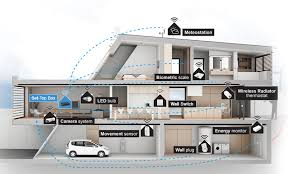 Meteostation
Biometric scale
Wireless Radiator
thermostat
Set-Top Box
LED bulb
Wall Switch
Camera system
Movement sensor
Energy monitor
Wall plug